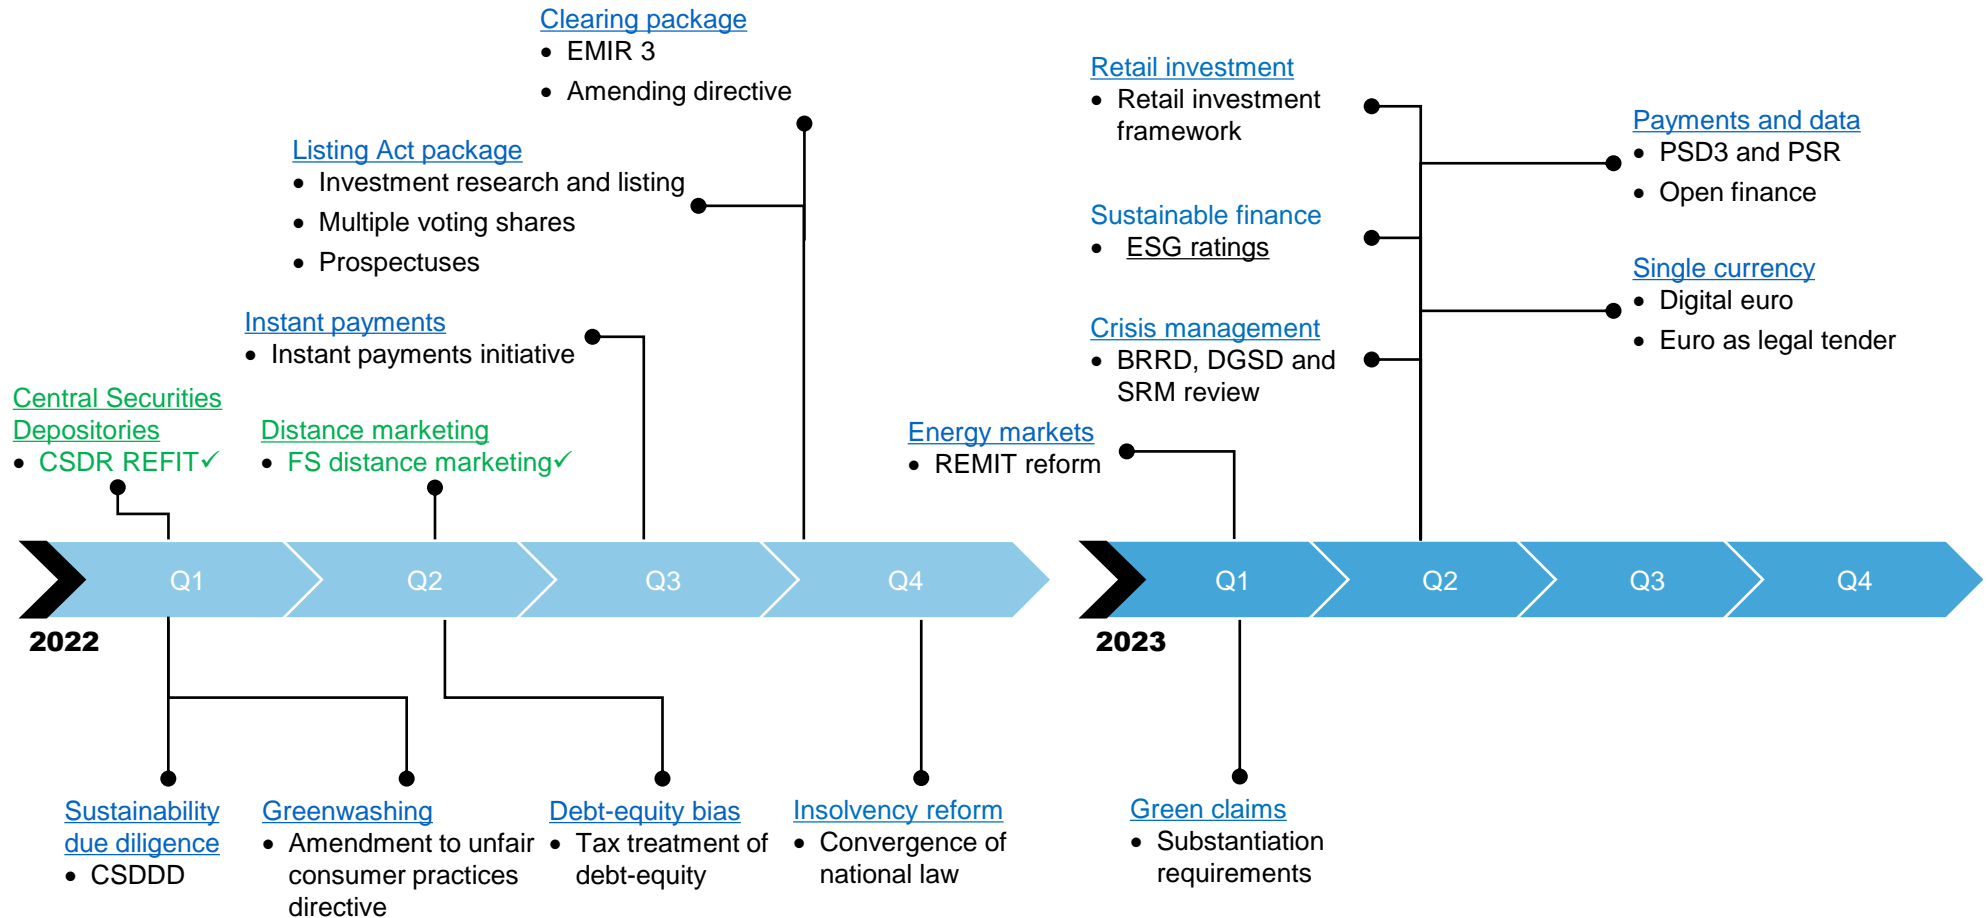 Clearing package
• EMIR 3
• Amending directive
Listing Act package
• Investment research and listing
• Multiple voting shares
• Prospectuses
Instant payments
• Instant payments initiative
Central Securities
Depositories
• CSDR REFIT✓
Distance marketing
• FS distance marketing✓
Retail investment
• Retail investment
framework
Sustainable finance
• ESG ratings
Crisis management
• BRRD, DGSD and
SRM review
Energy markets
• REMIT reform
Payments and data
• PSD3 and PSR
• Open finance
Single currency
• Digital euro
• Euro as legal tender
Q1
Q2
Q3
Q4
2022
Q1
Q2
Q3
Q4
2023
Sustainability
due diligence
• CSDDD
Greenwashing
• Amendment to unfair
consumer practices
directive
Debt-equity bias
• Tax treatment of
debt-equity
Insolvency reform
• Convergence of
national law
Green claims
• Substantiation
requirements